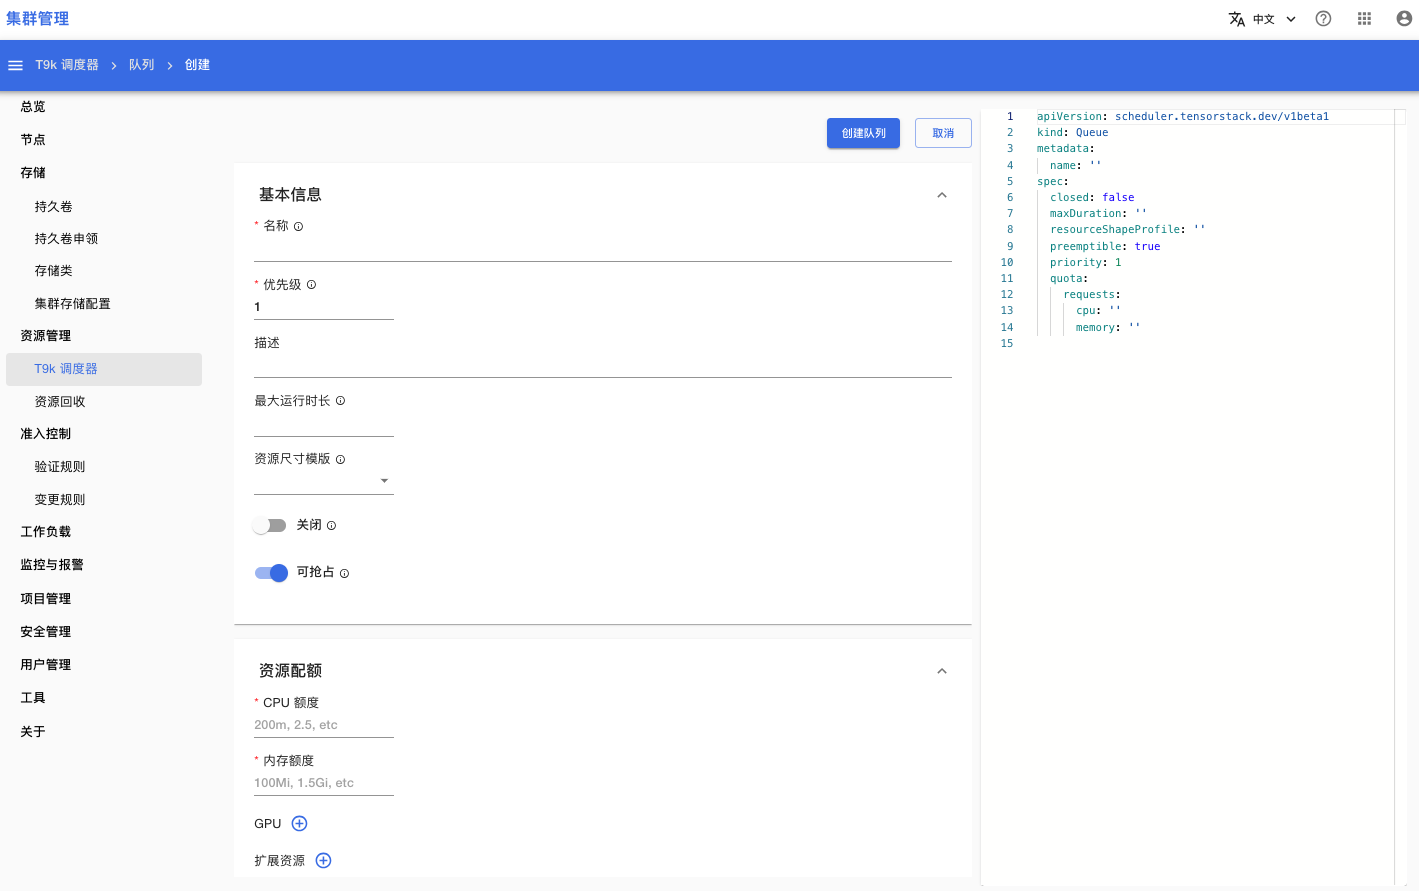 集群管理
中文
T9k 调度器 > 队列 > 创建
总览
节点
存储
持久卷
持久卷申领
存储类
集群存储配置
资源管理
T9k 调度器
资源回收
准入控制
验证规则
变更规则
工作负载
监控与报警
项目管理
安全管理
用户管理
工具
关于
创建队列 取消
基本信息
* 名称
* 优先级
1
描述
最大运行时长
资源尺寸模版
关闭
可抢占
资源配额
* CPU 额度
200m, 2.5, etc
* 内存额度
100Mi, 1.5Gi, etc
GPU
扩展资源
1 apiVersion: scheduler.tensorstack.dev/v1beta1
2 kind: Queue
3 metadata:
4   name: ''
5 spec:
6   closed: false
7   maxDuration: ''
8   resourceShapeProfile: ''
9   preemptible: true
10   priority: 1
11   quota:
12     requests:
13       cpu: ''
14       memory: ''
15